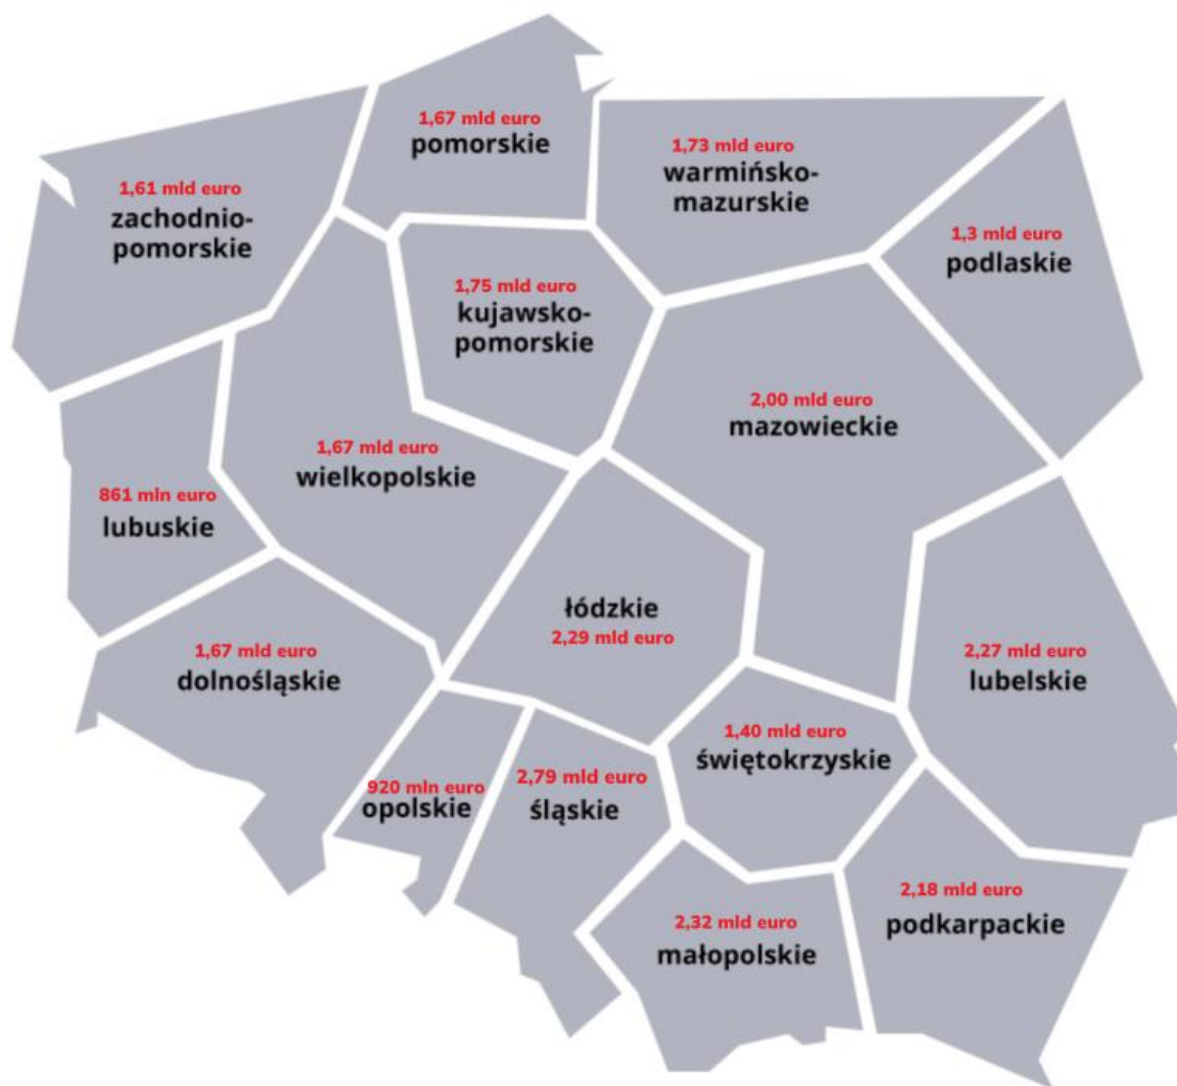 1,67 mld euro
pomorskie
1,73 mld euro
warmińsko-
mazurskie
1,61 mld euro
zachodnio-
pomorskie
1,3 mld euro
podlaskie
1,75 mld euro
kujawsko-
pomorskie
2,00 mld euro
mazowieckie
1,67 mld euro
wielkopolskie
861 mln euro
lubuskie
łódzkie
2,29 mld euro
1,67 mld euro
dolnośląskie
2,27 mld euro
lubelskie
1,40 mld euro
świętokrzyskie
920 mln euro
opolskie
2,79 mld euro
śląskie
2,18 mld euro
podkarpackie
2,32 mld euro
małopolskie